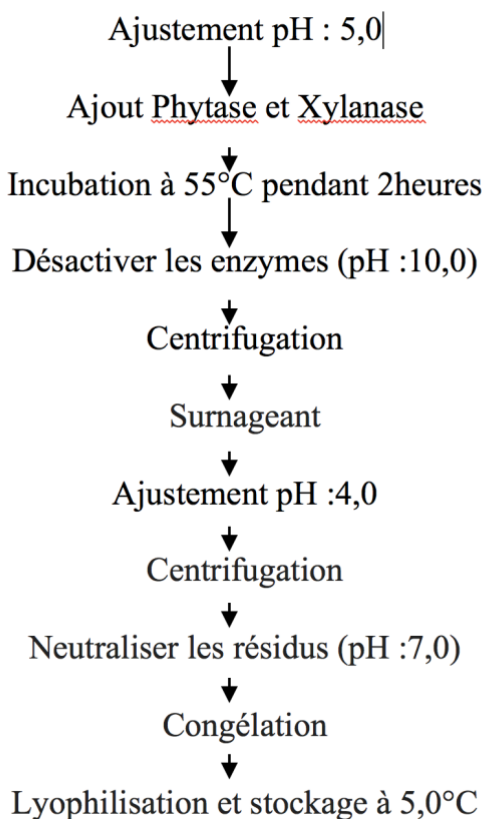 Ajustement pH : 5,0
Ajout Phytase et Xylanase
Incubation à 55°C pendant 2heures
Désactiver les enzymes (pH :10,0)
Centrifugation
Surnageant
Ajustement pH :4,0
Centrifugation
Neutraliser les résidus (pH :7,0)
Congélation
Lyophilisation et stockage à 5,0°C